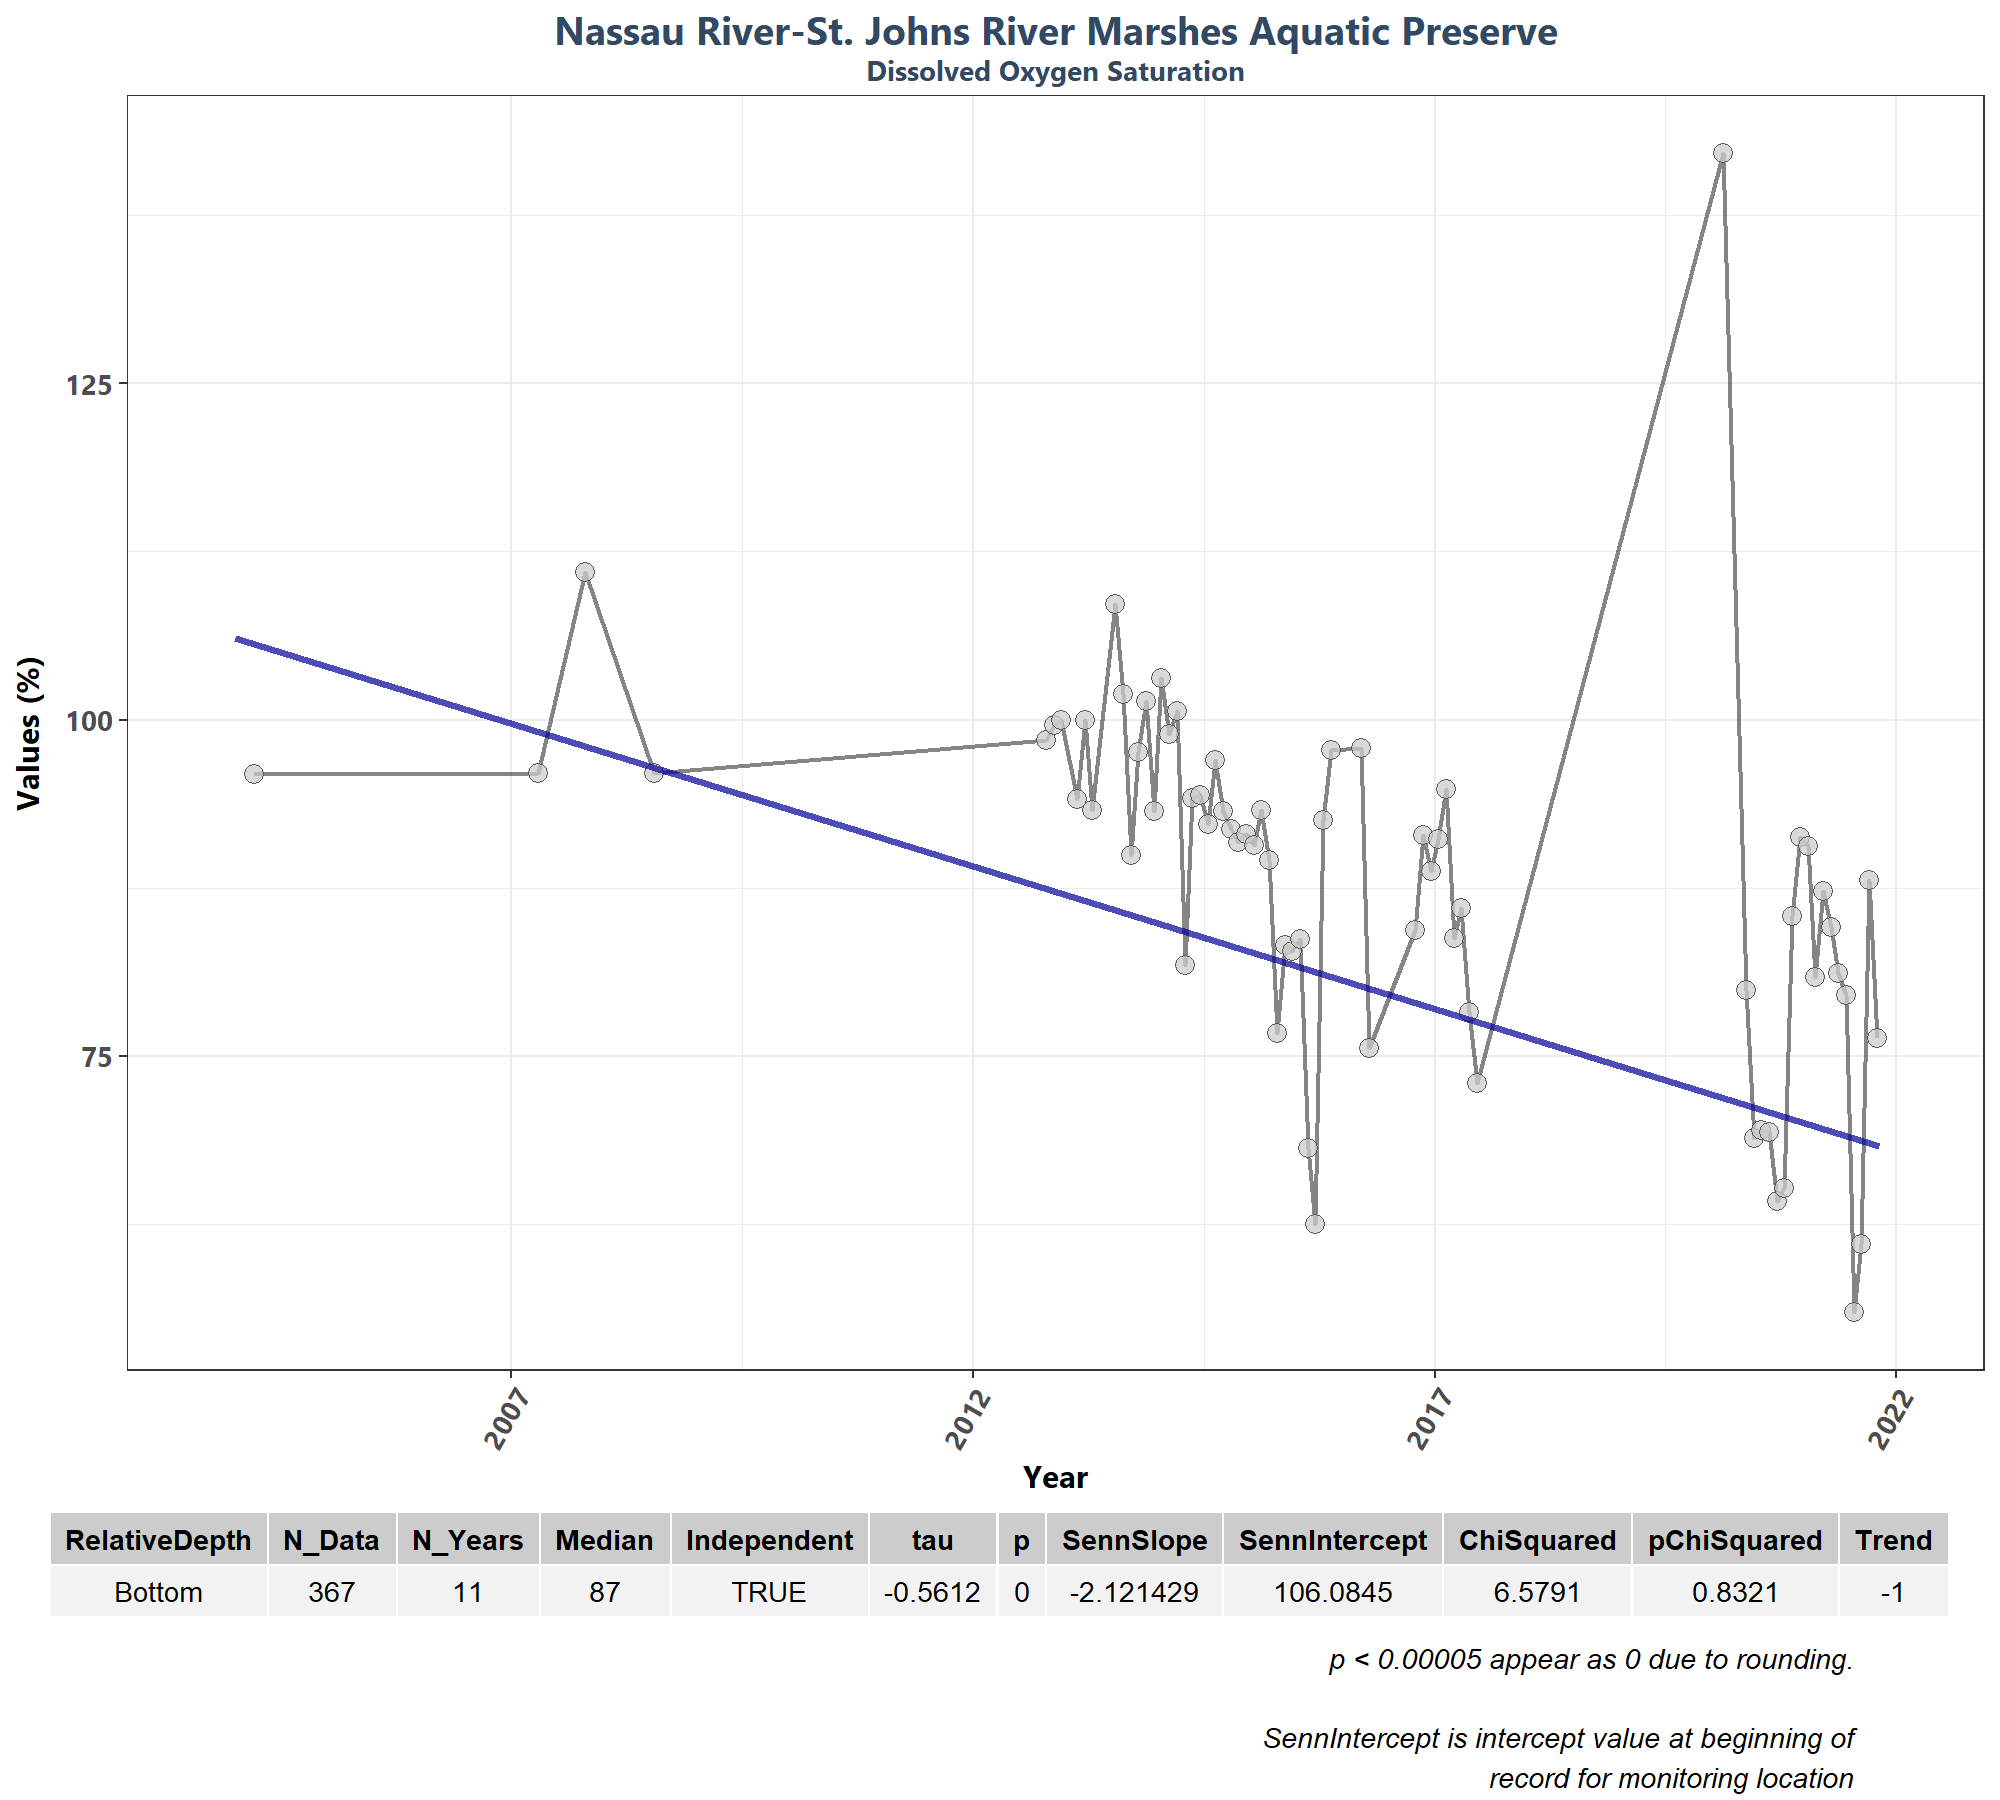 Nassau River-St. Johns River Marshes Aquatic Preserve
Dissolved Oxygen Saturation
Values (%)
125
100
75
2007
2012
2017
2022
Year
RelativeDepth N_Data N_Years Median Independent tau p SennSlope SennIntercept ChiSquared pChiSquared Trend
Bottom 367 11 87 TRUE -0.5612 0 -2.121429 106.0845 6.5791 0.8321 -1
p < 0.00005 appear as 0 due to rounding.
SennIntercept is intercept value at beginning of
record for monitoring location